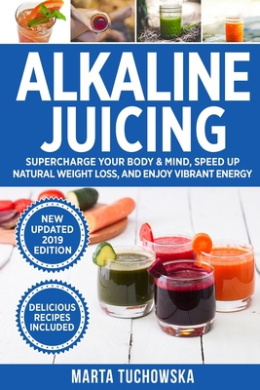 ALKALINE
JUICING
SUPERCHARGE YOUR BODY & MIND, SPEED UP
NATURAL WEIGHT LOSS, AND ENJOY VIBRANT ENERGY
NEW
UPDATED
2019
EDITION
DELICIOUS
RECIPES
INCLUDED
MARTA TUCHOWSKA